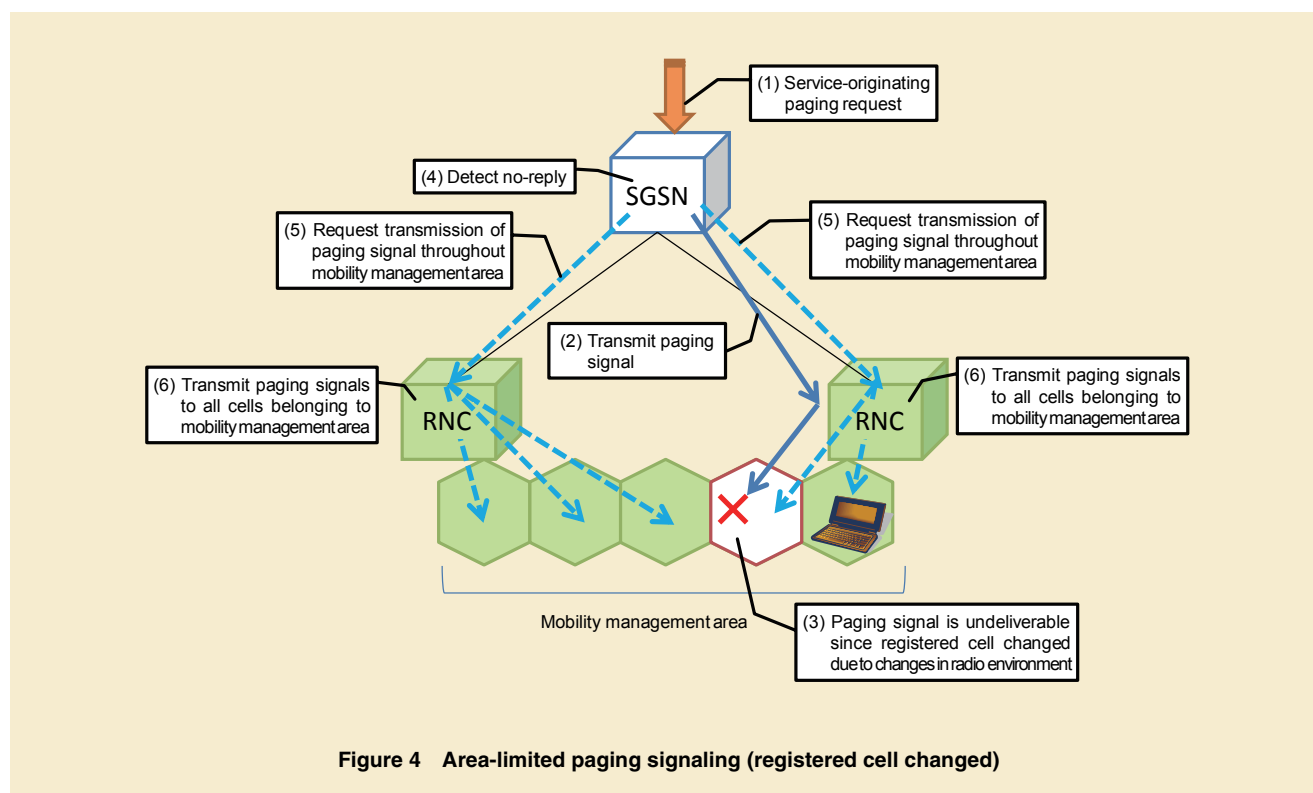 (1) Service-originating
paging request
(4) Detect no-reply
SGSN
(5) Request transmission of
paging signal throughout
mobility management area
(5) Request transmission of
paging signal throughout
mobility management area
(2) Transmit paging
signal
(6) Transmit paging signals
to all cells belonging to
mobility management area
RNC
RNC
(6) Transmit paging signals
to all cells belonging to
mobility management area
Mobility management area
(3) Paging signal is undeliverable
since registered cell changed
due to changes in radio environment
Figure 4 Area-limited paging signaling (registered cell changed)